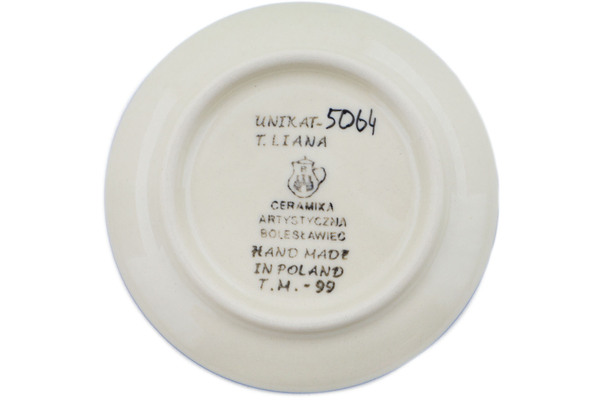 UNIKAT-5064
T. LIANA
CERAMIKA
ARTYSTYCZNA
BOLESŁAWIEC
HAND MADE
IN POLAND
T.M. - 99